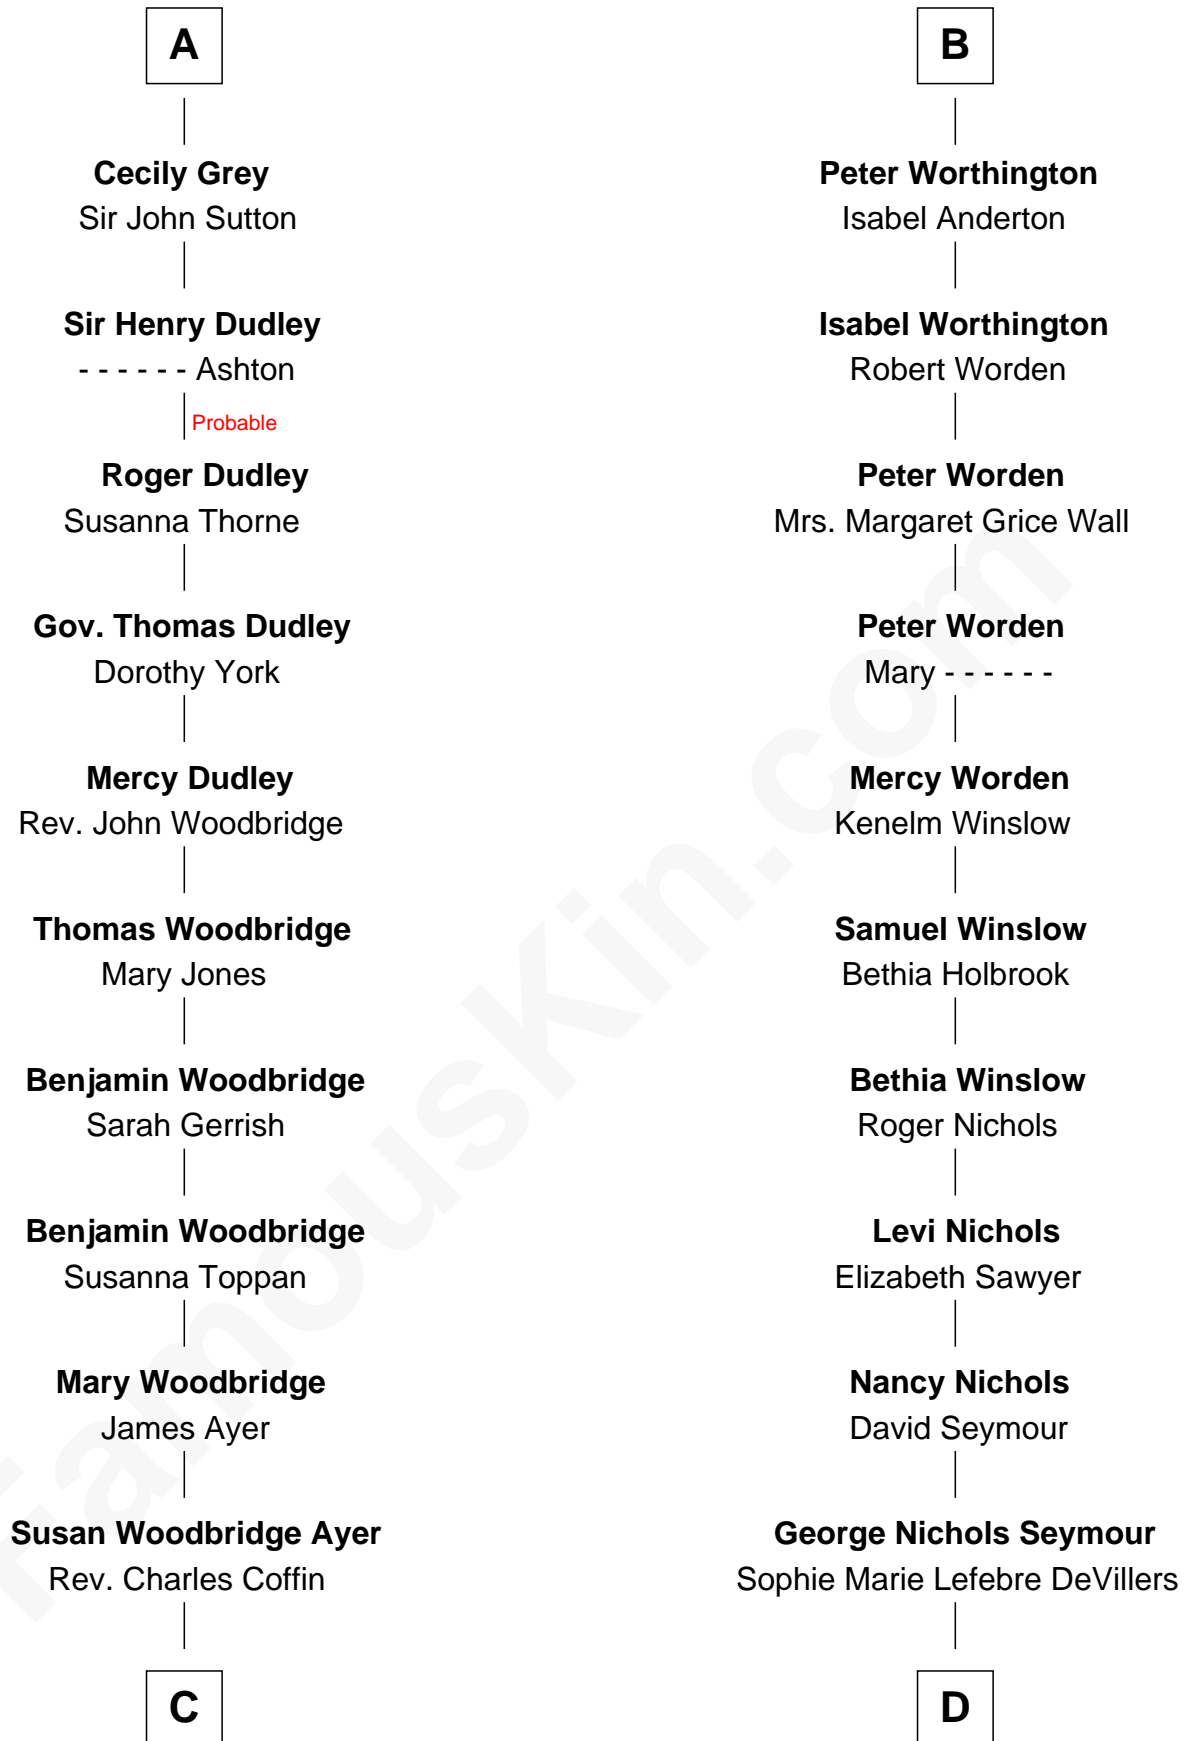 A
Cecily Grey
Sir John Sutton
Sir Henry Dudley
- - - - - - Ashton
Probable
Roger Dudley
Susanna Thorne
Gov. Thomas Dudley
Dorothy York
Mercy Dudley
Rev. John Woodbridge
Thomas Woodbridge
Mary Jones
Benjamin Woodbridge
Sarah Gerrish
Benjamin Woodbridge
Susanna Toppan
Mary Woodbridge
James Ayer
Susan Woodbridge Ayer
Rev. Charles Coffin
C
B
Peter Worthington
Isabel Anderton
Isabel Worthington
Robert Worden
Peter Worden
Mrs. Margaret Grice Wall
Peter Worden
Mary - - - - - -
Mercy Worden
Kenelm Winslow
Samuel Winslow
Bethia Holbrook
Bethia Winslow
Roger Nichols
Levi Nichols
Elizabeth Sawyer
Nancy Nichols
David Seymour
George Nichols Seymour
Sophie Marie Lefebre DeVillers
D
FamousKin.com